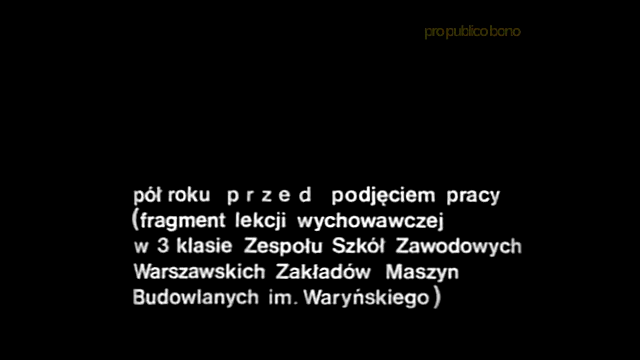 pro publico bono
pół roku p r z e d podjęciem pracy
(fragment lekcji wychowawczej
w 3 klasie Zespołu Szkół Zawodowych
Warszawskich Zakładów Maszyn
Budowlanych im. Waryńskiego)